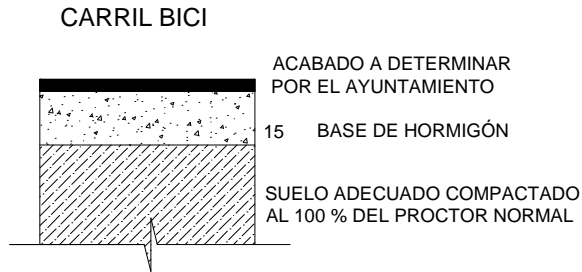 CARRIL BICI
ACABADO A DETERMINAR
POR EL AYUNTAMIENTO
15 BASE DE HORMIGÓN
SUELO ADECUADO COMPACTADO
AL 100 % DEL PROCTOR NORMAL